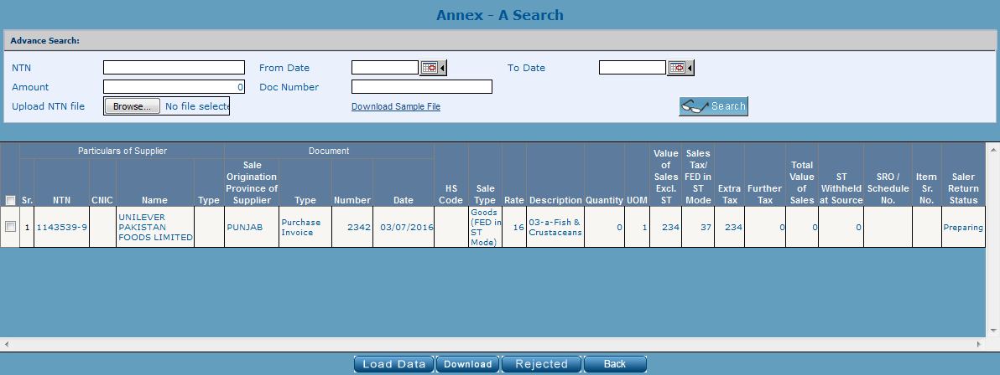 Annex - A Search
Advance Search:
NTN From Date To Date
Amount 0 Doc Number
Upload NTN file Browse... No file selecte Download Sample File Search
Particulars of Supplier Document
Sr. NTN CNIC Name Type
Sale
Origination
Province of
Supplier
Type Number Date
HS
Code
Sale
Type
Rate Description Quantity UOM
Value
of
Sales
Excl.
ST
Sales
Tax/
FED in
ST
Mode
Extra
Tax
Further
Tax
Total
Value
of
Sales
ST
Withheld
at Source
SRO /
Schedule
No.
Item
Sr.
No.
Saler
Return
Status
1 1143539-9
UNILEVER
PAKISTAN
FOODS LIMITED
PUNJAB
Purchase
Invoice
2342 03/07/2016
Goods
(FED in
ST
Mode)
16
03-a-Fish &
Crustaceans
0 1 234 37 234 0 0 0 Preparing
Load Data Download Rejected Back